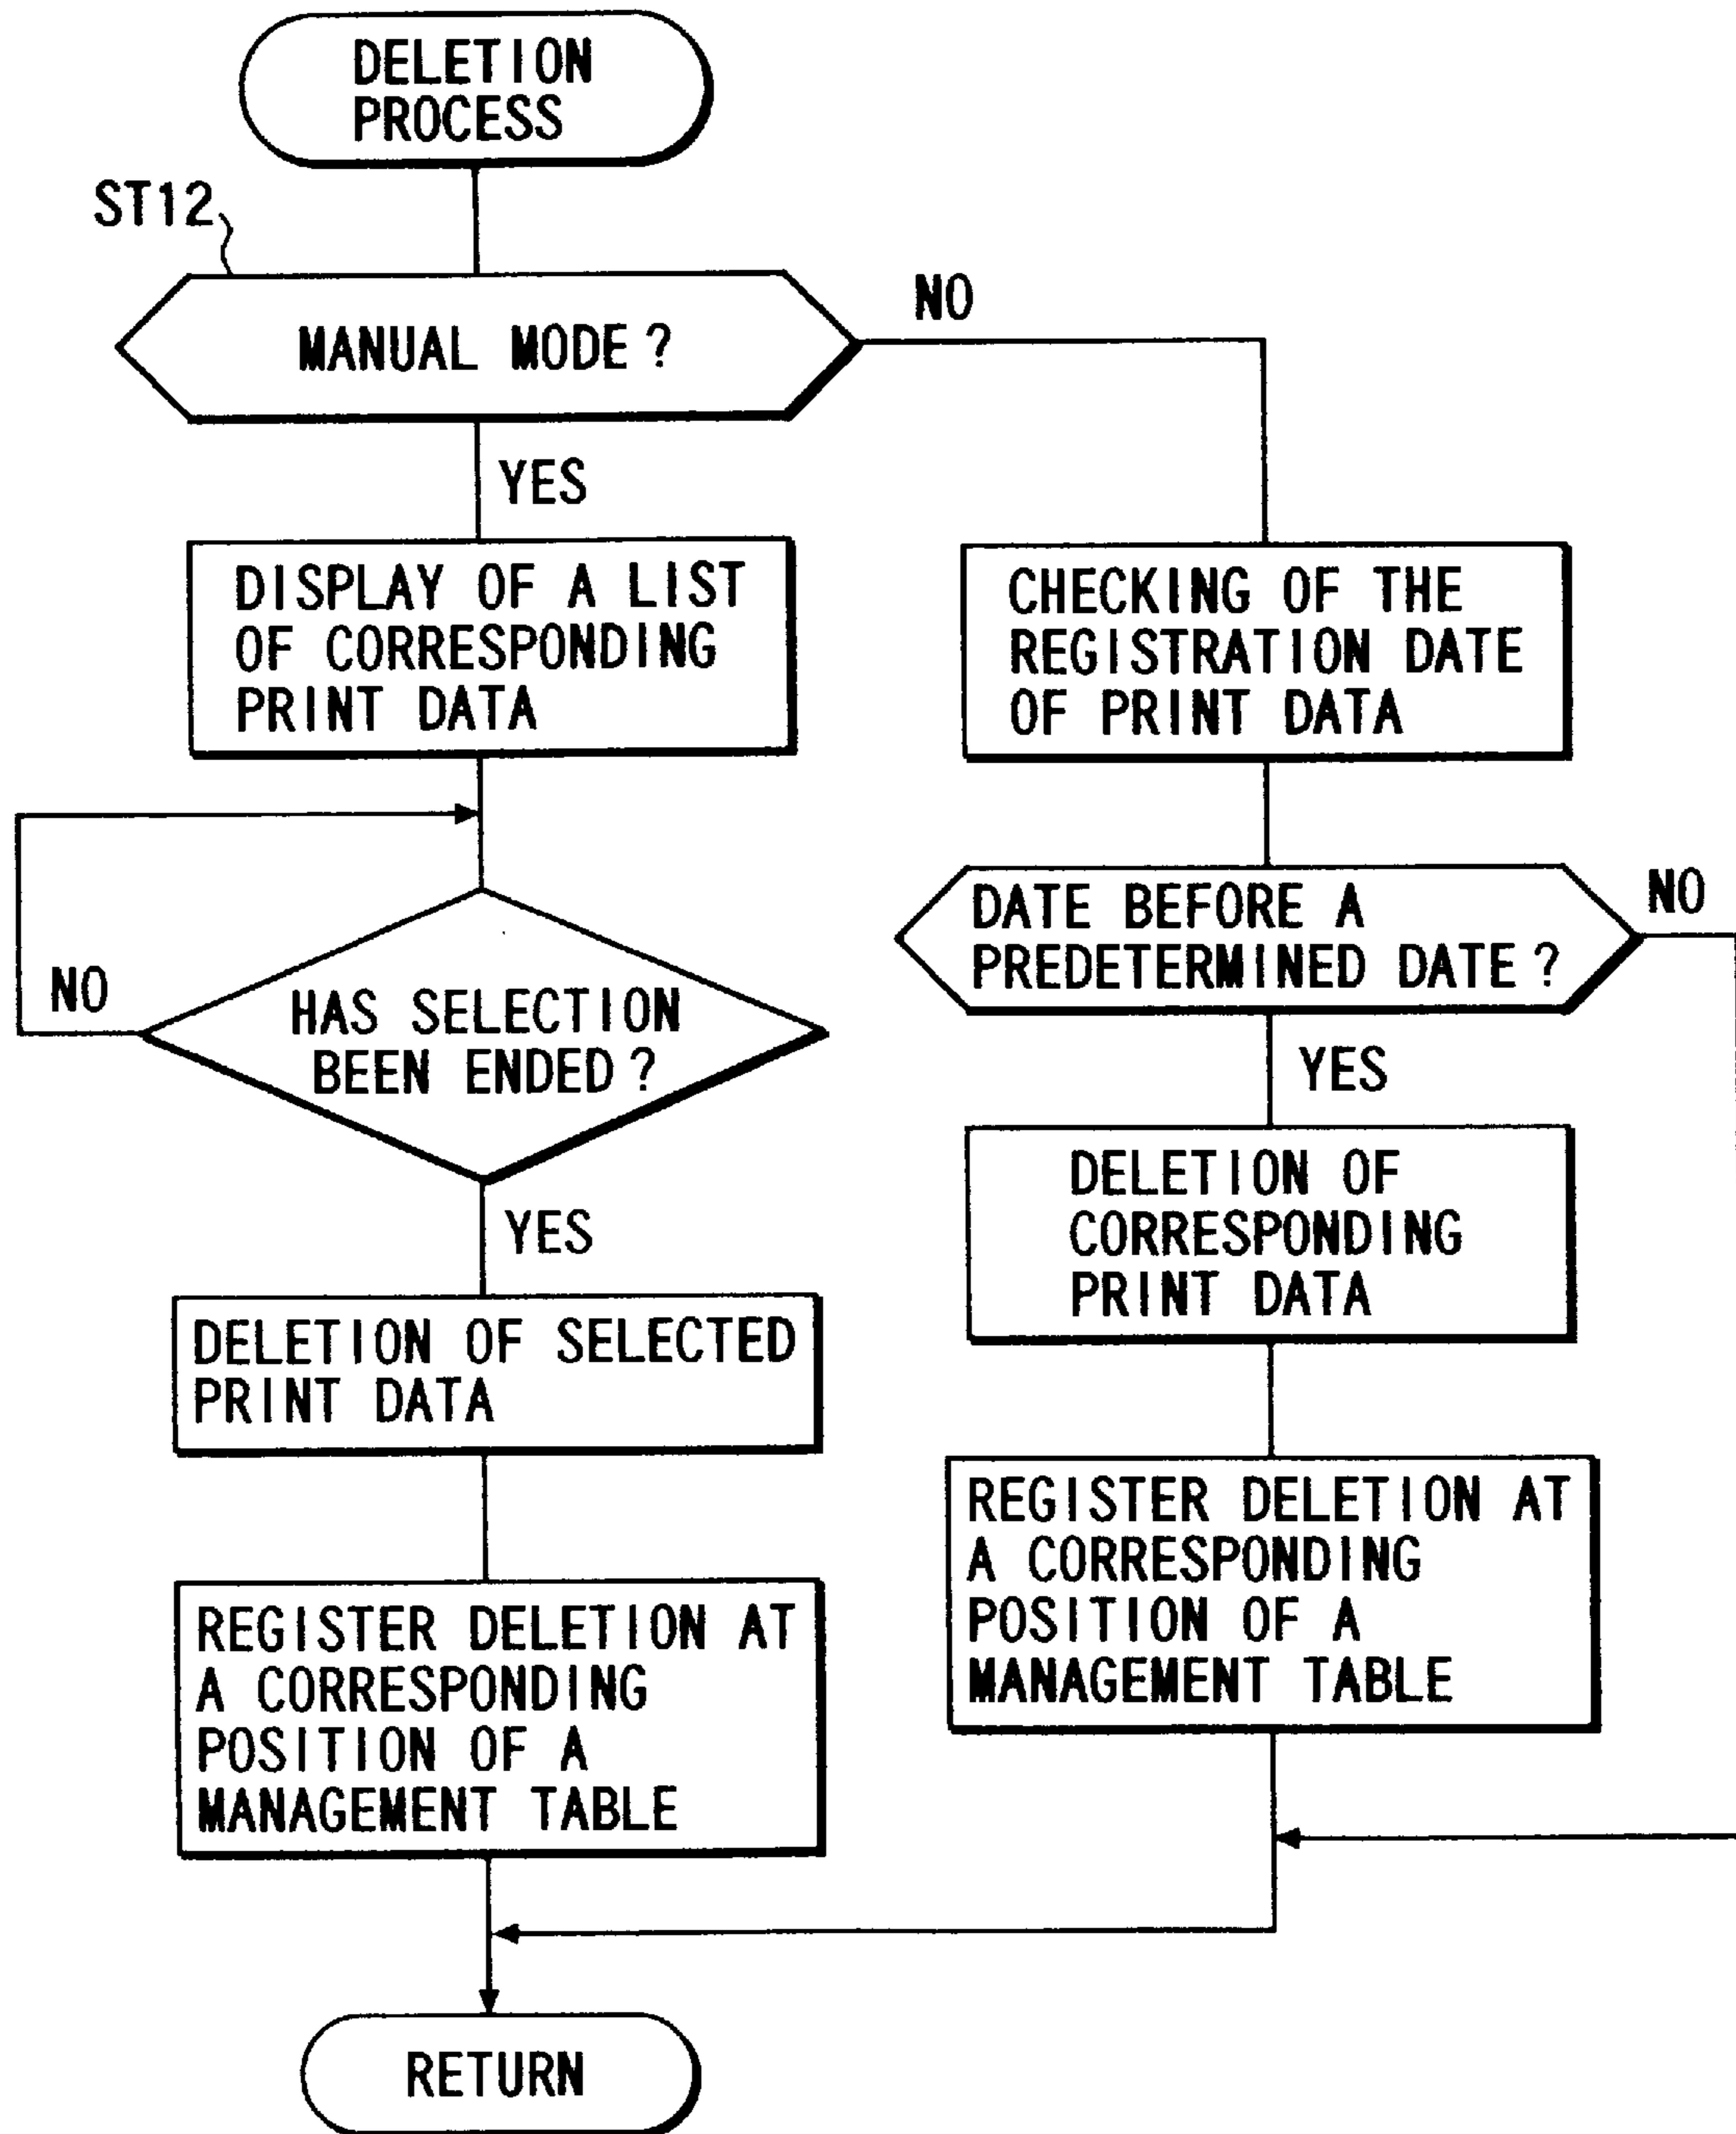 DELETION
PROCESS
ST12
MANUAL MODE?
NO
YES
DISPLAY OF A LIST
OF CORRESPONDING
PRINT DATA
NO
HAS SELECTION
BEEN ENDED?
YES
DELETION OF SELECTED
PRINT DATA
REGISTER DELETION AT
A CORRESPONDING
POSITION OF A
MANAGEMENT TABLE
CHECKING OF THE
REGISTRATION DATE
OF PRINT DATA
DATE BEFORE A
PREDETERMINED DATE?
NO
YES
DELETION OF
CORRESPONDING
PRINT DATA
REGISTER DELETION AT
A CORRESPONDING
POSITION OF A
MANAGEMENT TABLE
RETURN